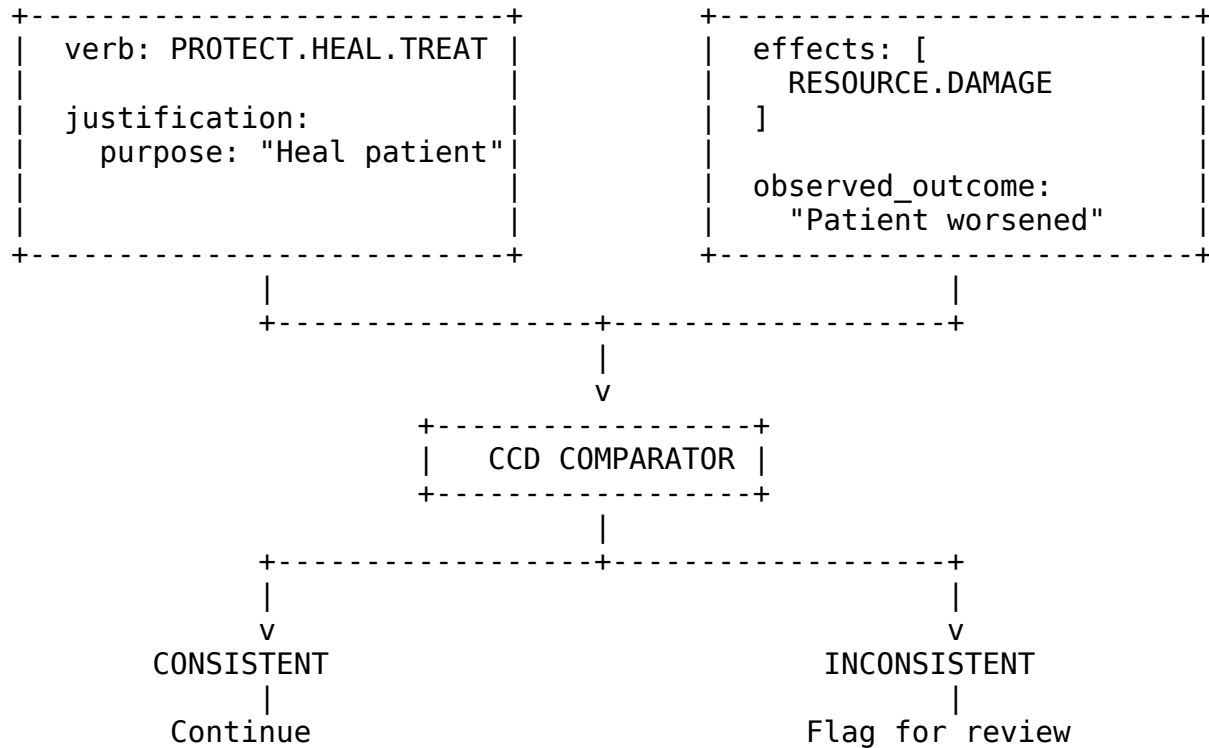 verb: PROTECT.HEAL.TREAT
justification:
purpose: "Heal patient"
effects: [
RESOURCE.DAMAGE
]
observed_outcome:
"Patient worsened"
CCD COMPARATOR
v
v
v
CONSISTENT
INCONSISTENT
Continue
Flag for review